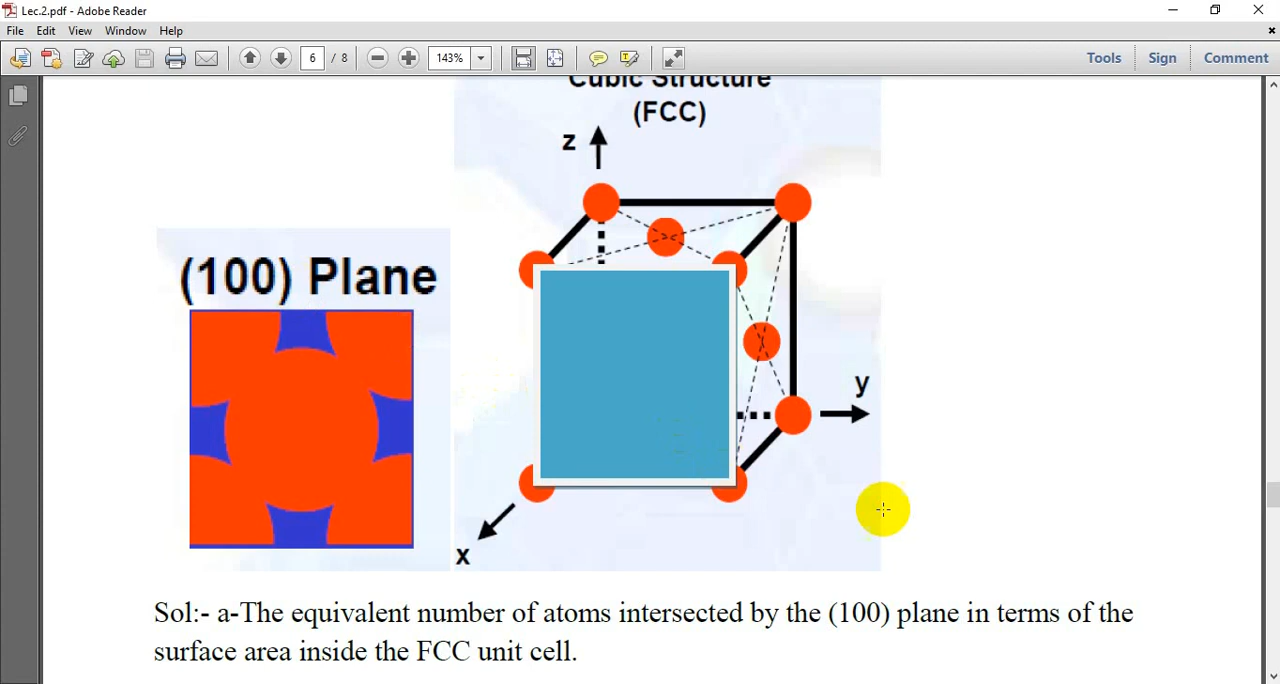 Lec.2.pdf - Adobe Reader
File Edit View Window Help
6 / 8 143% Tools Sign Comment
Cubic Structure
(FCC)
z
(100) Plane
y
x
Sol:- a-The equivalent number of atoms intersected by the (100) plane in terms of the
surface area inside the FCC unit cell.